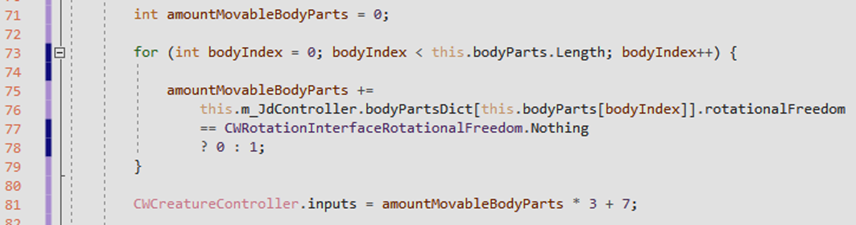 71 int amountMovableBodyParts = 0;
72
73 for (int bodyIndex = 0; bodyIndex < this.bodyParts.Length; bodyIndex++) {
74
75 amountMovableBodyParts +=
76 this.m_JdController.bodyPartsDict[this.bodyParts[bodyIndex]].rotationalFreedom
77 == CWRotationInterfaceRotationalFreedom.Nothing
78 ? 0 : 1;
79 }
80
81 CWCreatureController.inputs = amountMovableBodyParts * 3 + 7;
82